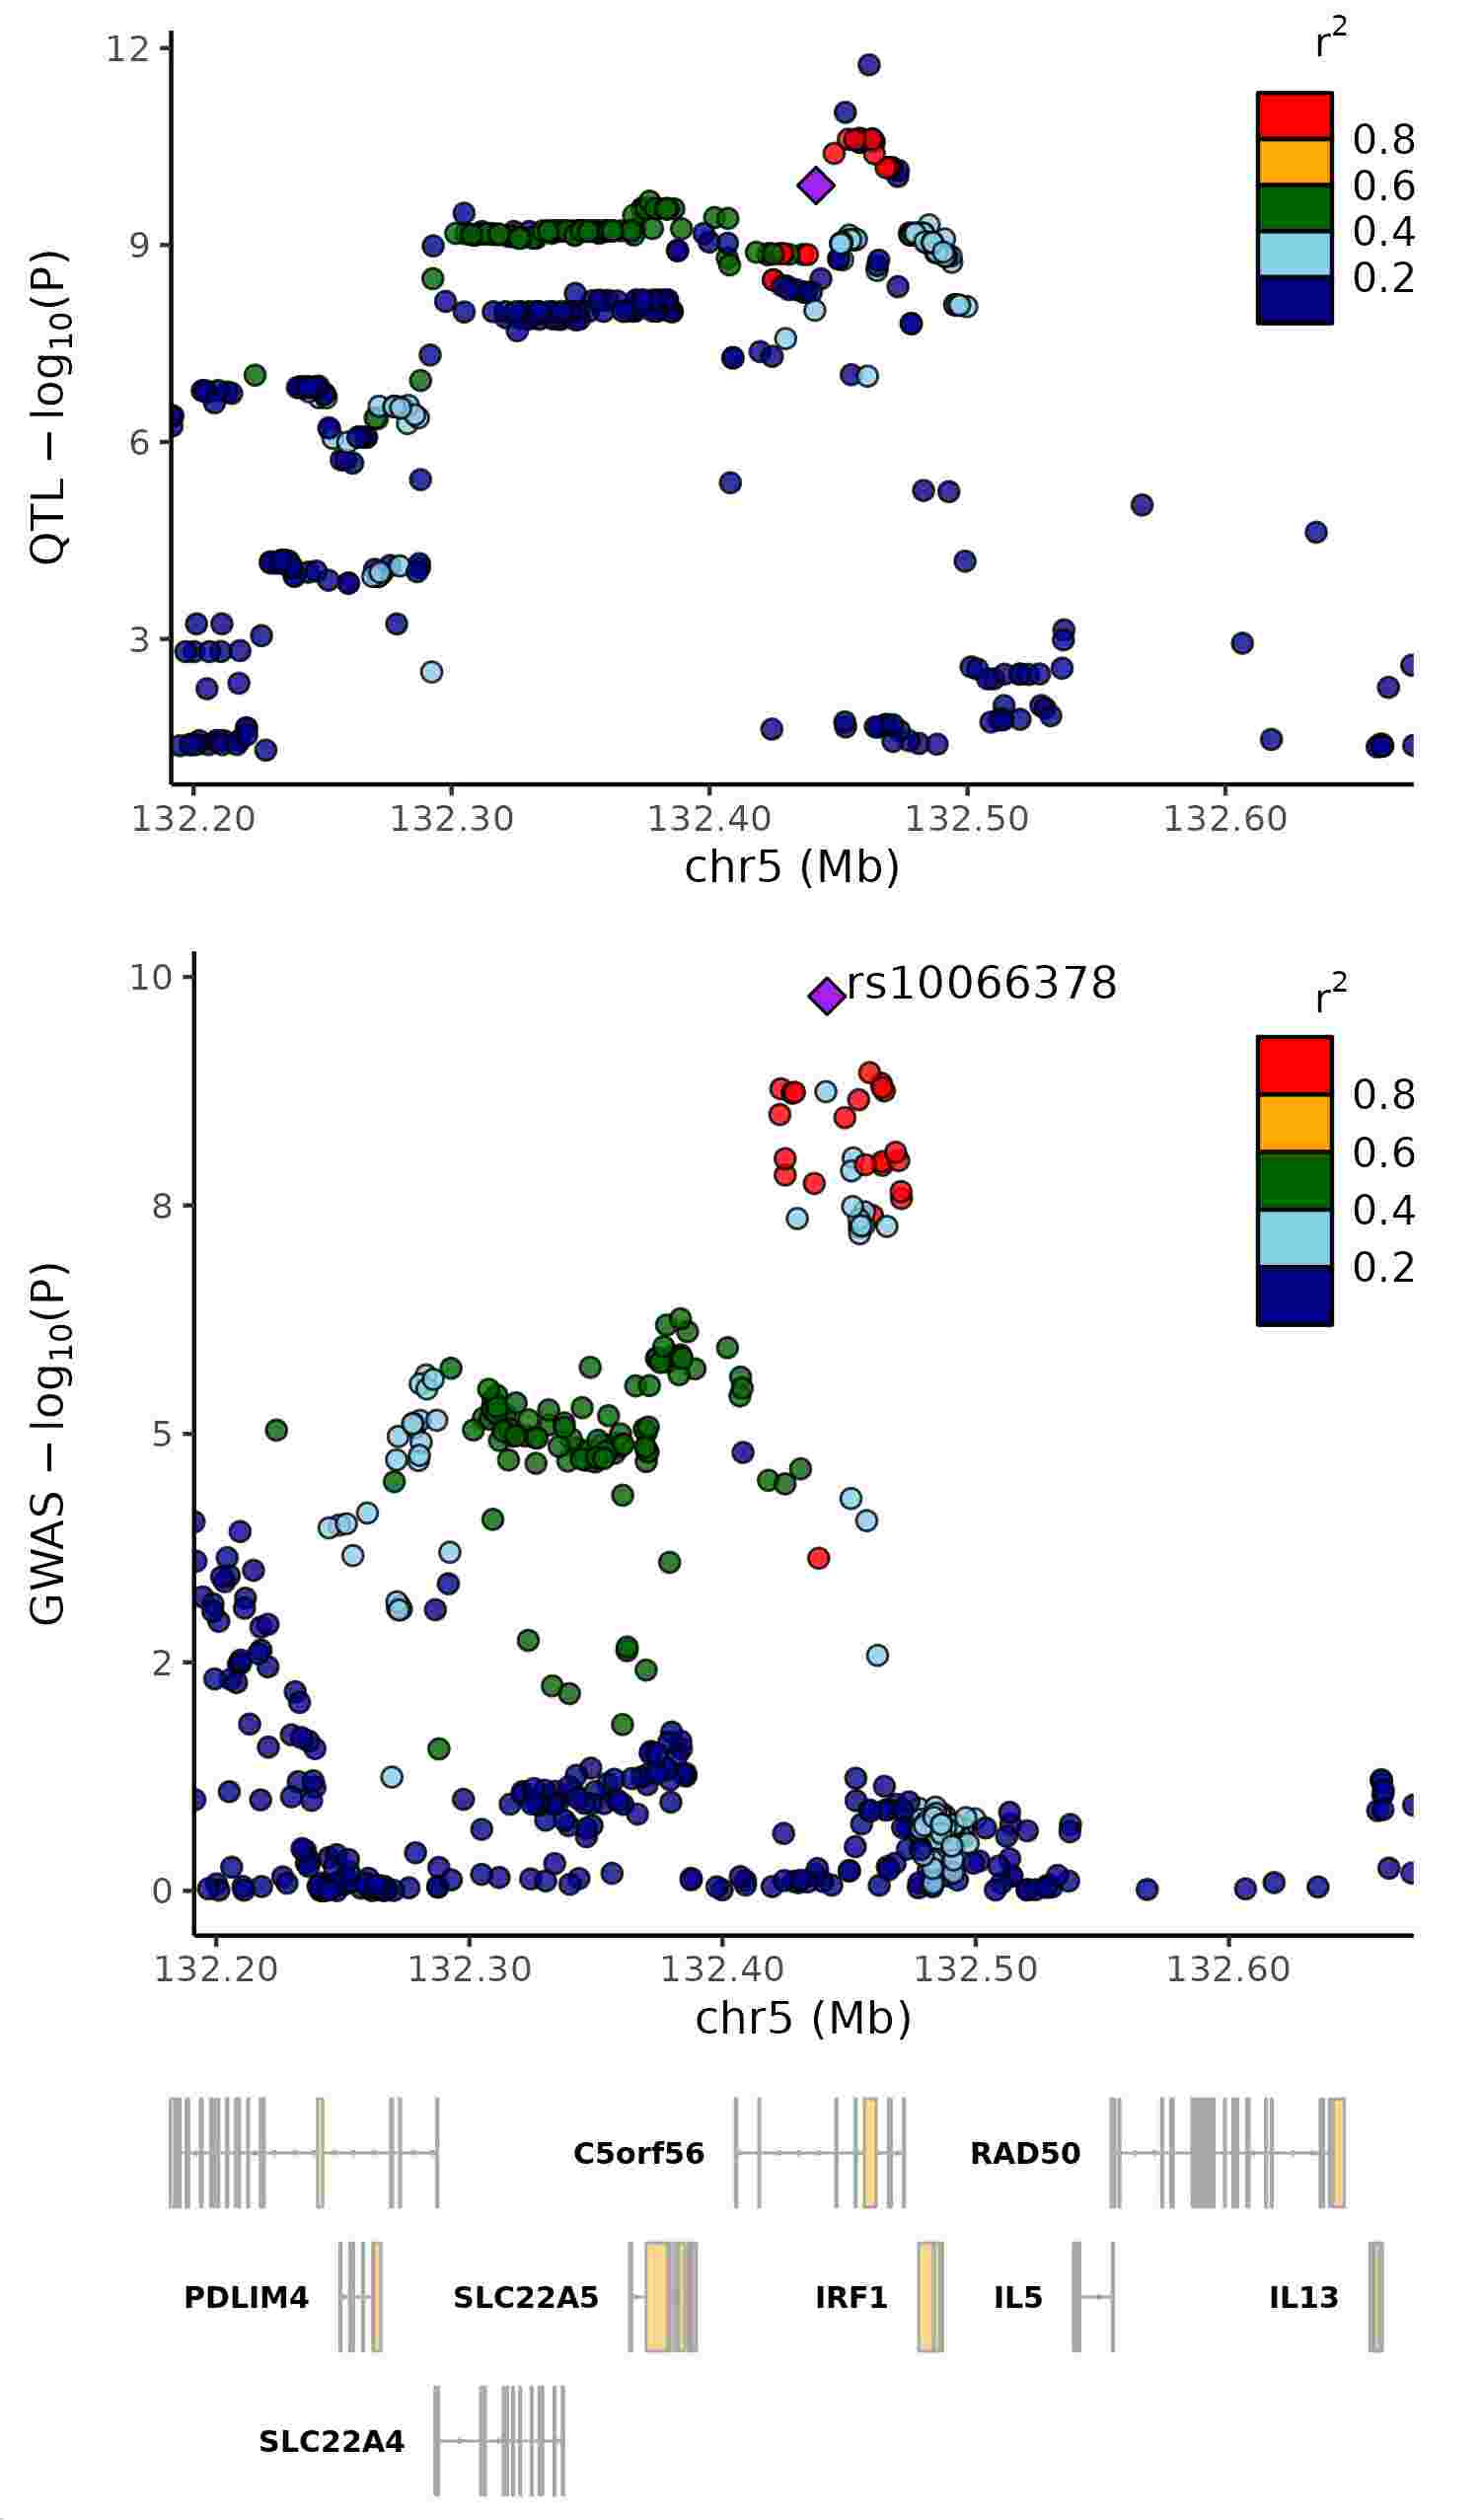 r2
12
9
6
3
0.8
0.6
0.4
0.2
QTL − log10(P)
132.20 132.30 132.40 132.50 132.60
chr5 (Mb)
rs10066378
r2
10
8
5
2
0
0.8
0.6
0.4
0.2
GWAS − log10(P)
132.20 132.30 132.40 132.50 132.60
chr5 (Mb)
C5orf56 RAD50
PDLIM4 SLC22A5 IRF1 IL5 IL13
SLC22A4